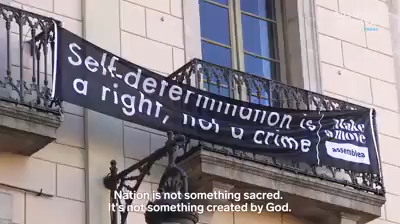 Self-determination is
a right, not a crime
Make
a move
assemblea
Nation is not something sacred.
It's not something created by God.